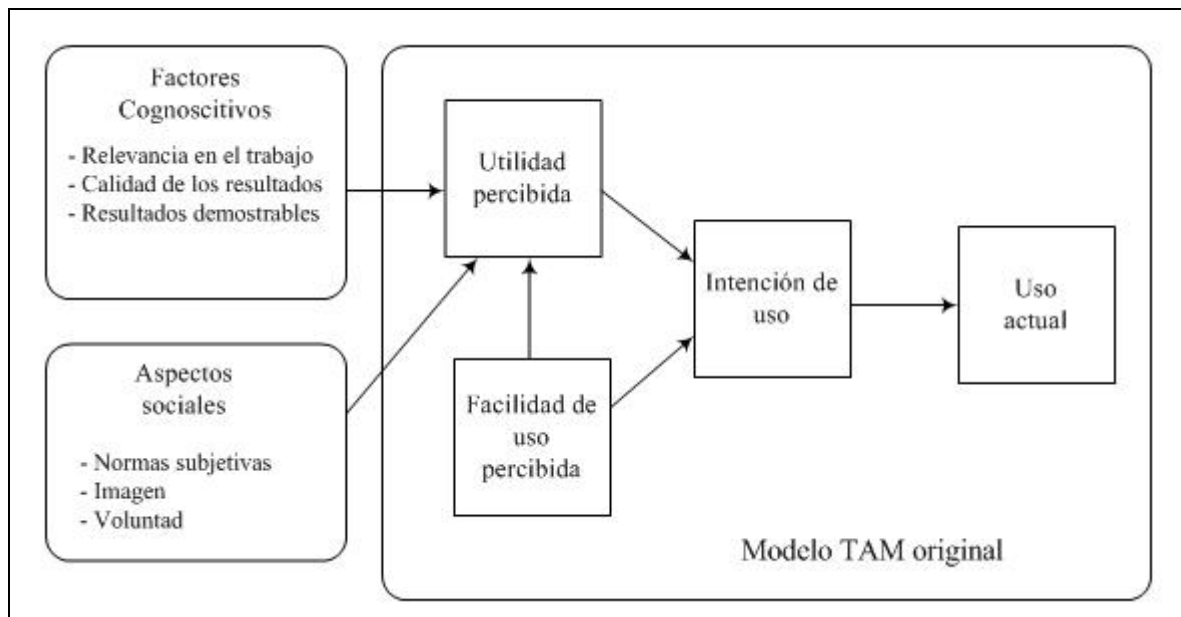 Factores
Cognoscitivos
- Relevancia en el trabajo
- Calidad de los resultados
- Resultados demostrables
Aspectos
sociales
- Normas subjetivas
- Imagen
- Voluntad
Utilidad
percibida
Facilidad de
uso
percibida
Intención de
uso
Uso
actual
Modelo TAM original